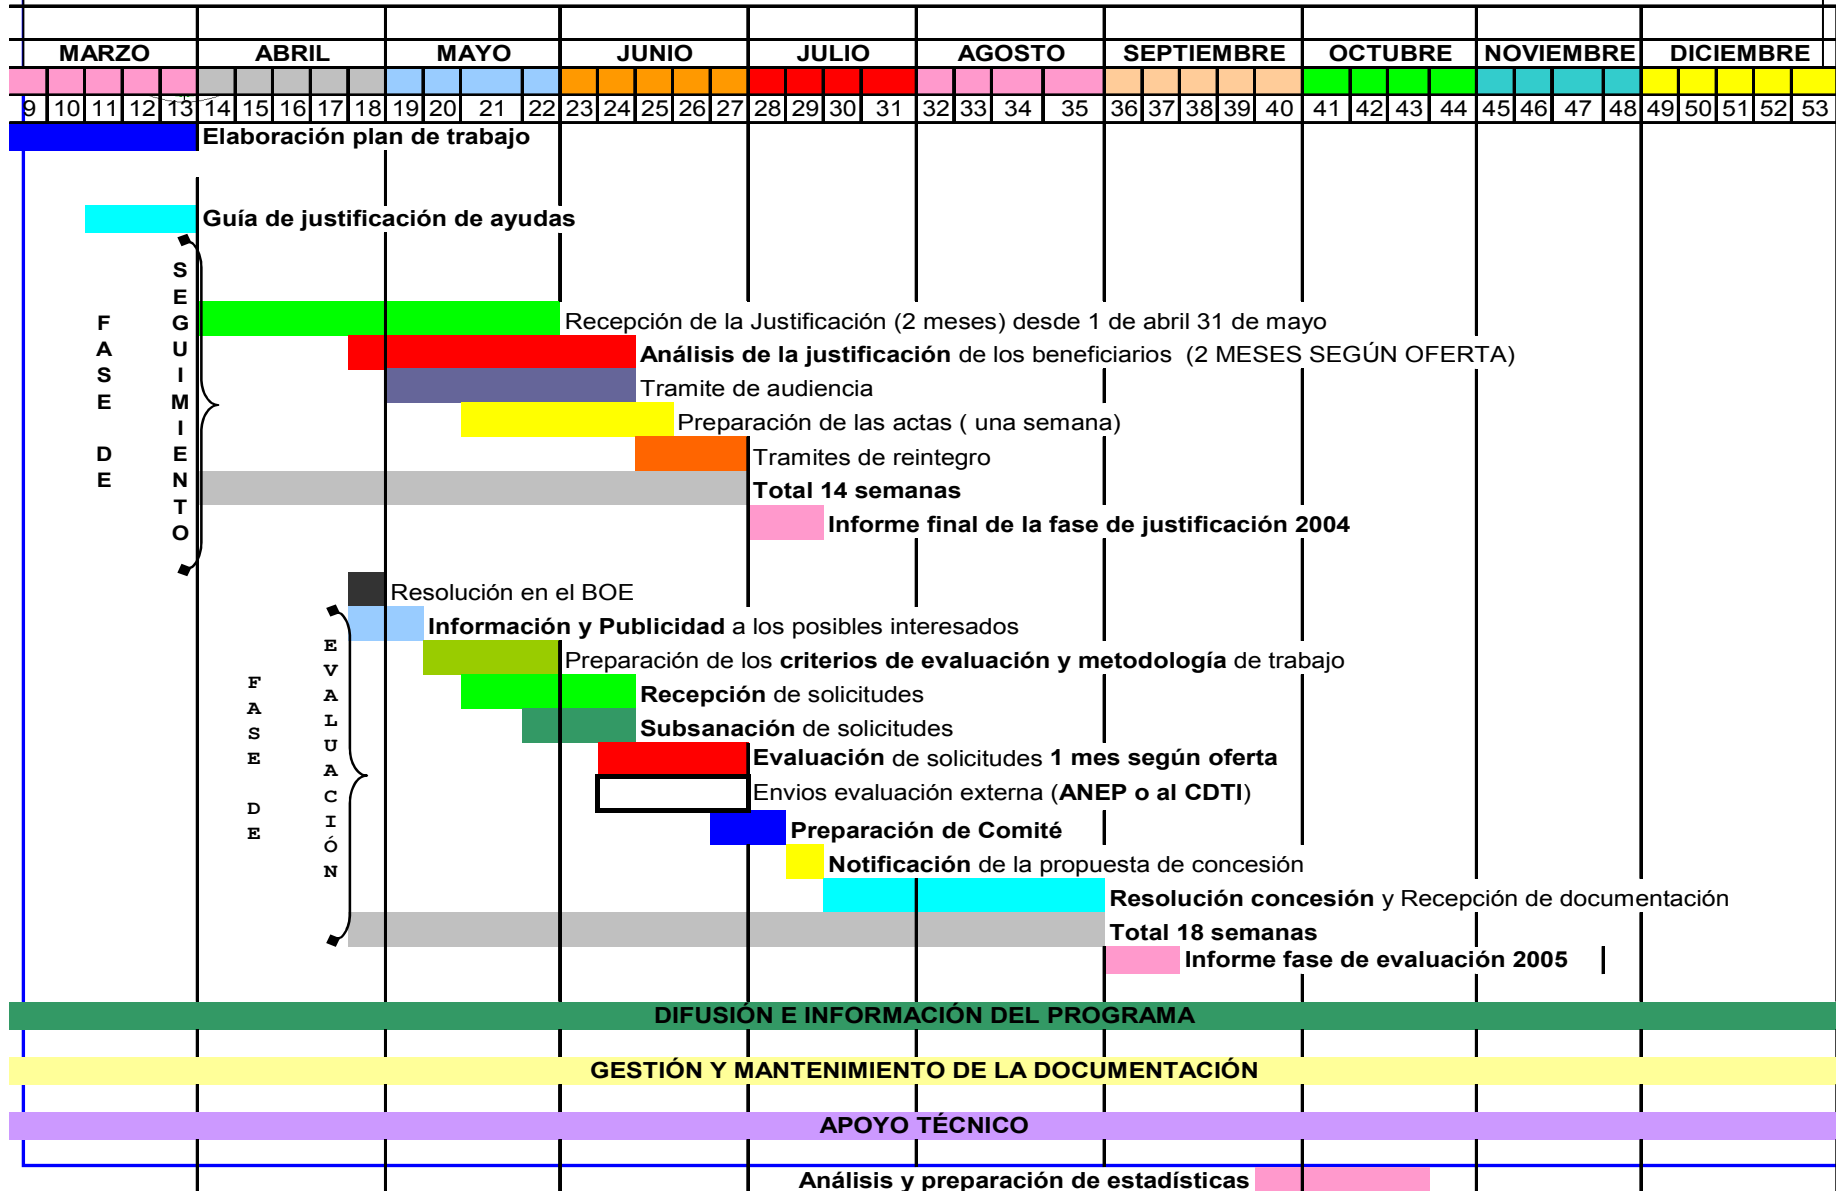 MARZO ABRIL MAYO JUNIO JULIO AGOSTO SEPTIEMBRE OCTUBRE NOVIEMBRE DICIEMBRE
9 10 11 12 13 14 15 16 17 18 19 20 21 22 23 24 25 26 27 28 29 30 31 32 33 34 35 36 37 38 39 40 41 42 43 44 45 46 47 48 49 50 51 52 53
Elaboración plan de trabajo
Guía de justificación de ayudas
FASE DE
SEGUIMIENTO
Recepción de la Justificación (2 meses) desde 1 de abril 31 de mayo
Análisis de la justificación de los beneficiarios (2 MESES SEGÚN OFERTA)
Tramite de audiencia
Preparación de las actas ( una semana)
Tramites de reintegro
Total 14 semanas
Informe final de la fase de justificación 2004
Resolución en el BOE
FASE DE
EVALUACIÓN
Información y Publicidad a los posibles interesados
Preparación de los criterios de evaluación y metodología de trabajo
Recepción de solicitudes
Subsanación de solicitudes
Evaluación de solicitudes 1 mes según oferta
Envios evaluación externa (ANEP o al CDTI)
Preparación de Comité
Notificación de la propuesta de concesión
Resolución concesión y Recepción de documentación
Total 18 semanas
Informe fase de evaluación 2005
DIFUSIÓN E INFORMACIÓN DEL PROGRAMA
GESTIÓN Y MANTENIMIENTO DE LA DOCUMENTACIÓN
APOYO TÉCNICO
Análisis y preparación de estadísticas